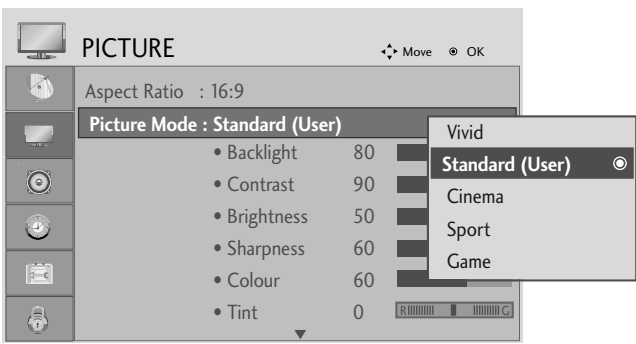 PICTURE
Move OK
Aspect Ratio : 16:9
Picture Mode : Standard (User)
• Backlight 80
• Contrast 90
• Brightness 50
• Sharpness 60
• Colour 60
• Tint 0 R G
Vivid
Standard (User)
Cinema
Sport
Game